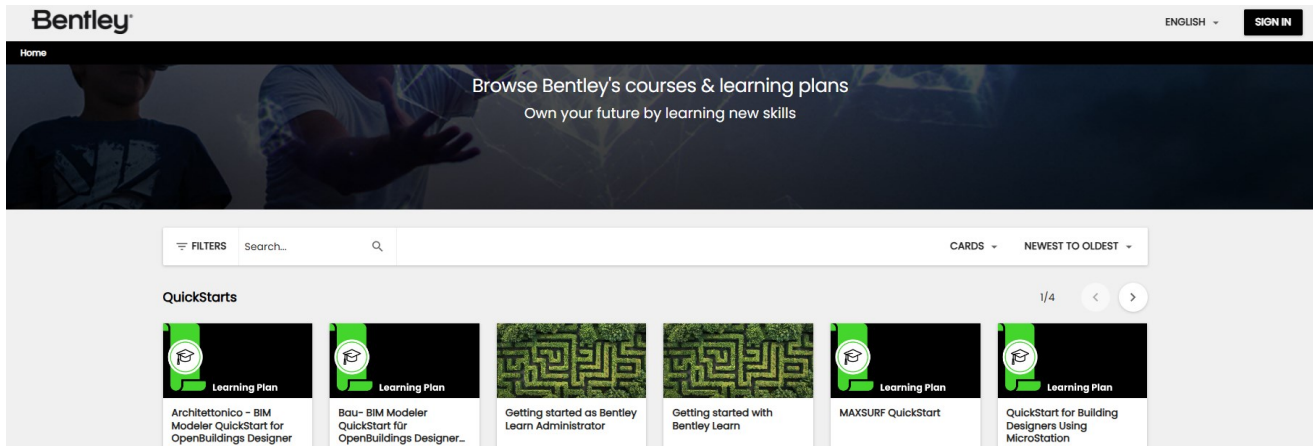 Bentley
ENGLISH
SIGN IN
Home
Browse Bentley's courses & learning plans
Own your future by learning new skills
FILTERS
Search...
CARDS
NEWEST TO OLDEST
QuickStarts
1/4
Learning Plan
Learning Plan
Learning Plan
Learning Plan
Architettonico - BIM
Modeler QuickStart for
OpenBuildings Designer
Bau- BIM Modeler
QuickStart für
OpenBuildings Designer...
Getting started as Bentley
Learn Administrator
Getting started with
Bentley Learn
MAXSURF QuickStart
QuickStart for Building
Designers Using
MicroStation